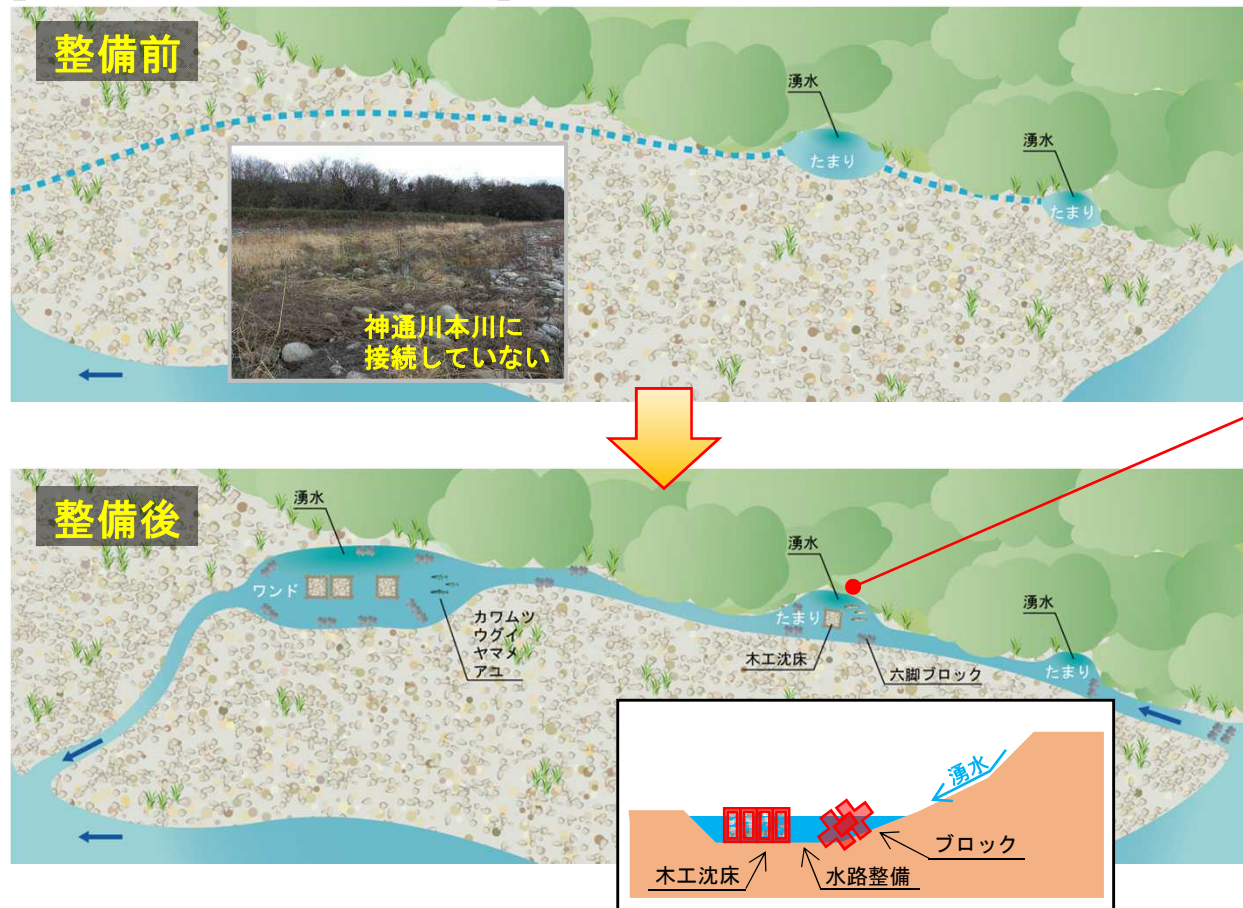 整備前
湧水
たまり
湧水
たまり
神通川本川に
接続していない
整備後
湧水
ワンド
カワムツ
ウグイ
ヤマメ
アユ
湧水
たまり
木工沈床
六脚ブロック
湧水
たまり
湧水
ブロック
木工沈床
水路整備